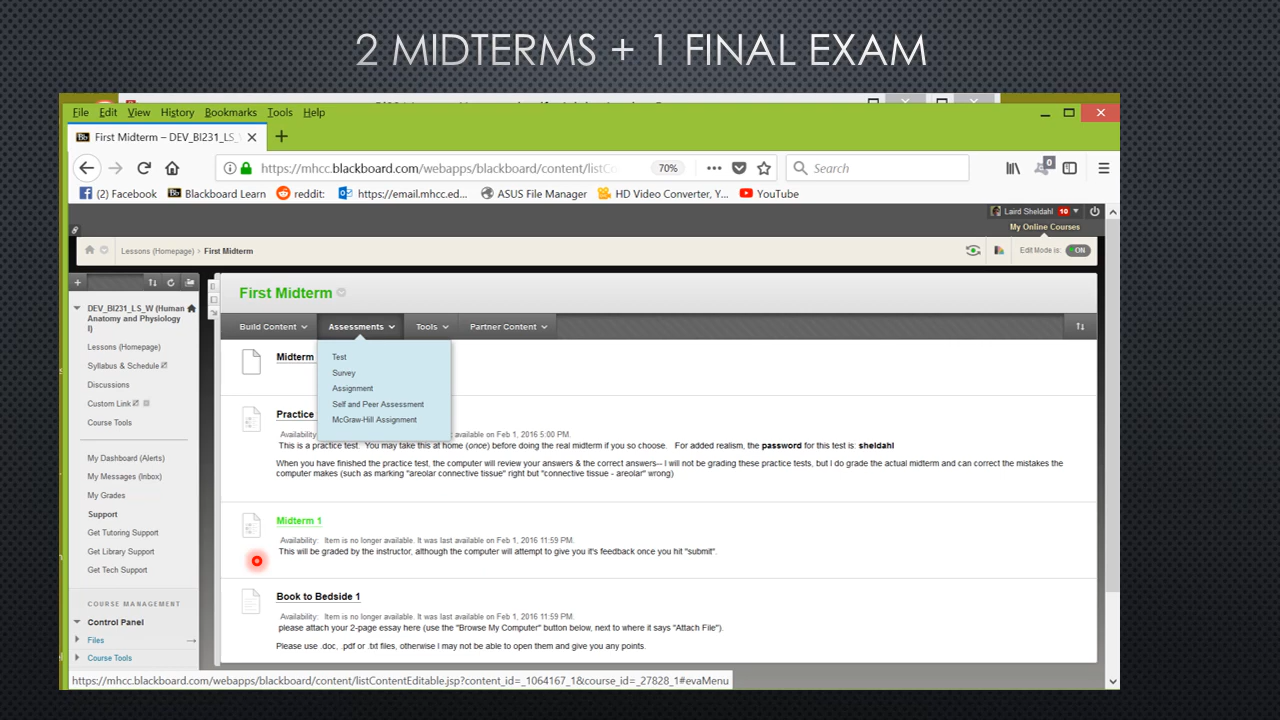 2 MIDTERMS + 1 FINAL EXAM
File Edit View History Bookmarks Tools Help
First Midterm – DEV_BI231_LS_
https://mhcc.blackboard.com/webapps/blackboard/content/listCo 70% Search 0
(2) Facebook Blackboard Learn reddit: https://email.mhcc.ed... ASUS File Manager HD Video Converter, Y... YouTube
Laird Sheldahl 10
My Online Courses
Lessons (Homepage) > First Midterm Edit Mode is: ON
DEV_BI231_LS_W (Human
Anatomy and Physiology
I)
Lessons (Homepage)
Syllabus & Schedule
Discussions
Custom Link
Course Tools
My Dashboard (Alerts)
My Messages (Inbox)
My Grades
Support
Get Tutoring Support
Get Library Support
Get Tech Support
COURSE MANAGEMENT
Control Panel
Files
Course Tools
First Midterm
Build Content Assessments Tools Partner Content
Test
Survey
Assignment
Self and Peer Assessment
McGraw-Hill Assignment
Midterm
Practice
Availability: available on Feb 1, 2016 5:00 PM.
This is a practice test. You may take this at home (once) before doing the real midterm if you so choose. For added realism, the password for this test is: sheldahl
When you have finished the practice test, the computer will review your answers & the correct answers-- I will not be grading these practice tests, but I do grade the actual midterm and can correct the mistakes the
computer makes (such as marking "areolar connective tissue" right but "connective tissue - areolar" wrong)
Midterm 1
Availability: Item is no longer available. It was last available on Feb 1, 2016 11:59 PM.
This will be graded by the instructor, although the computer will attempt to give you it's feedback once you hit "submit".
Book to Bedside 1
Availability: Item is no longer available. It was last available on Feb 1, 2016 11:59 PM.
please attach your 2-page essay here (use the "Browse My Computer" button below, next to where it says "Attach File").
Please use .doc, .pdf or .txt files, otherwise I may not be able to open them and give you any points.
https://mhcc.blackboard.com/webapps/blackboard/content/listContentEditable.jsp?content_id=_1064167_1&course_id=_27828_1#evaMenu